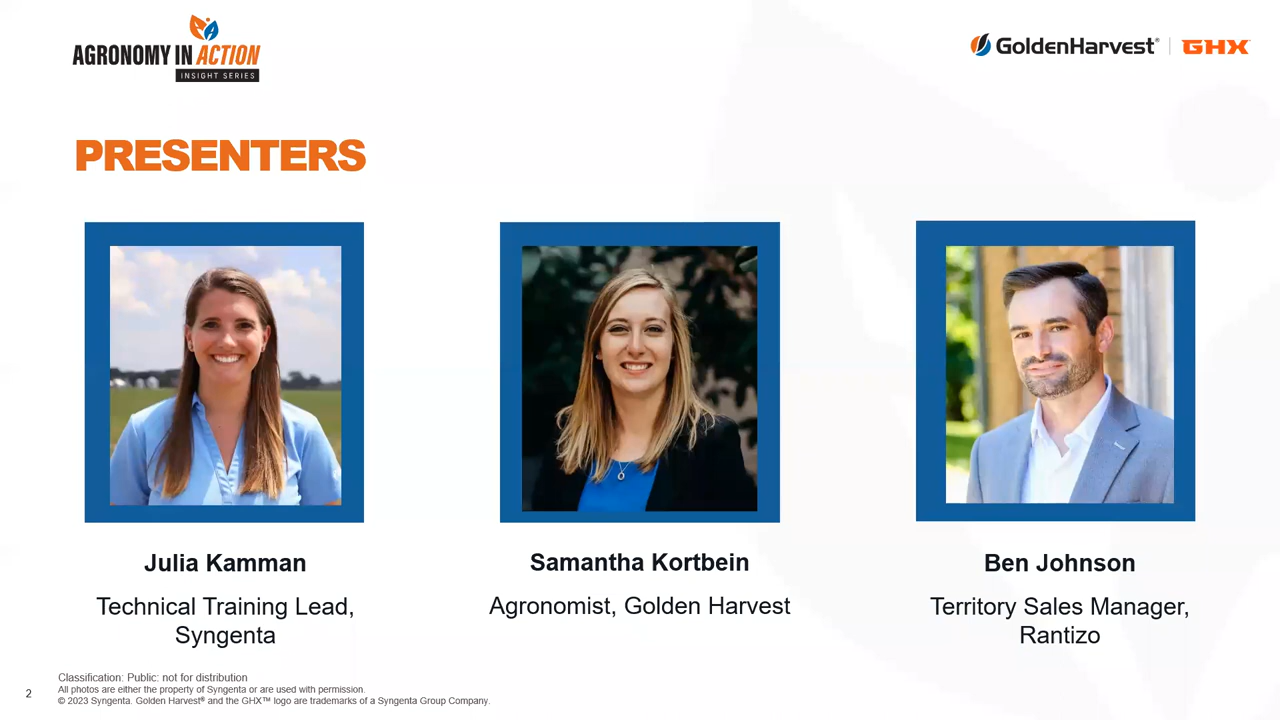 AGRONOMY IN ACTION
INSIGHT SERIES
GoldenHarvest® | GHX™
PRESENTERS
Julia Kamman
Technical Training Lead,
Syngenta
Samantha Kortbein
Agronomist, Golden Harvest
Ben Johnson
Territory Sales Manager,
Rantizo
Classification: Public: not for distribution
All photos are either the property of Syngenta or are used with permission.
© 2023 Syngenta. Golden Harvest® and the GHX™ logo are trademarks of a Syngenta Group Company.
2